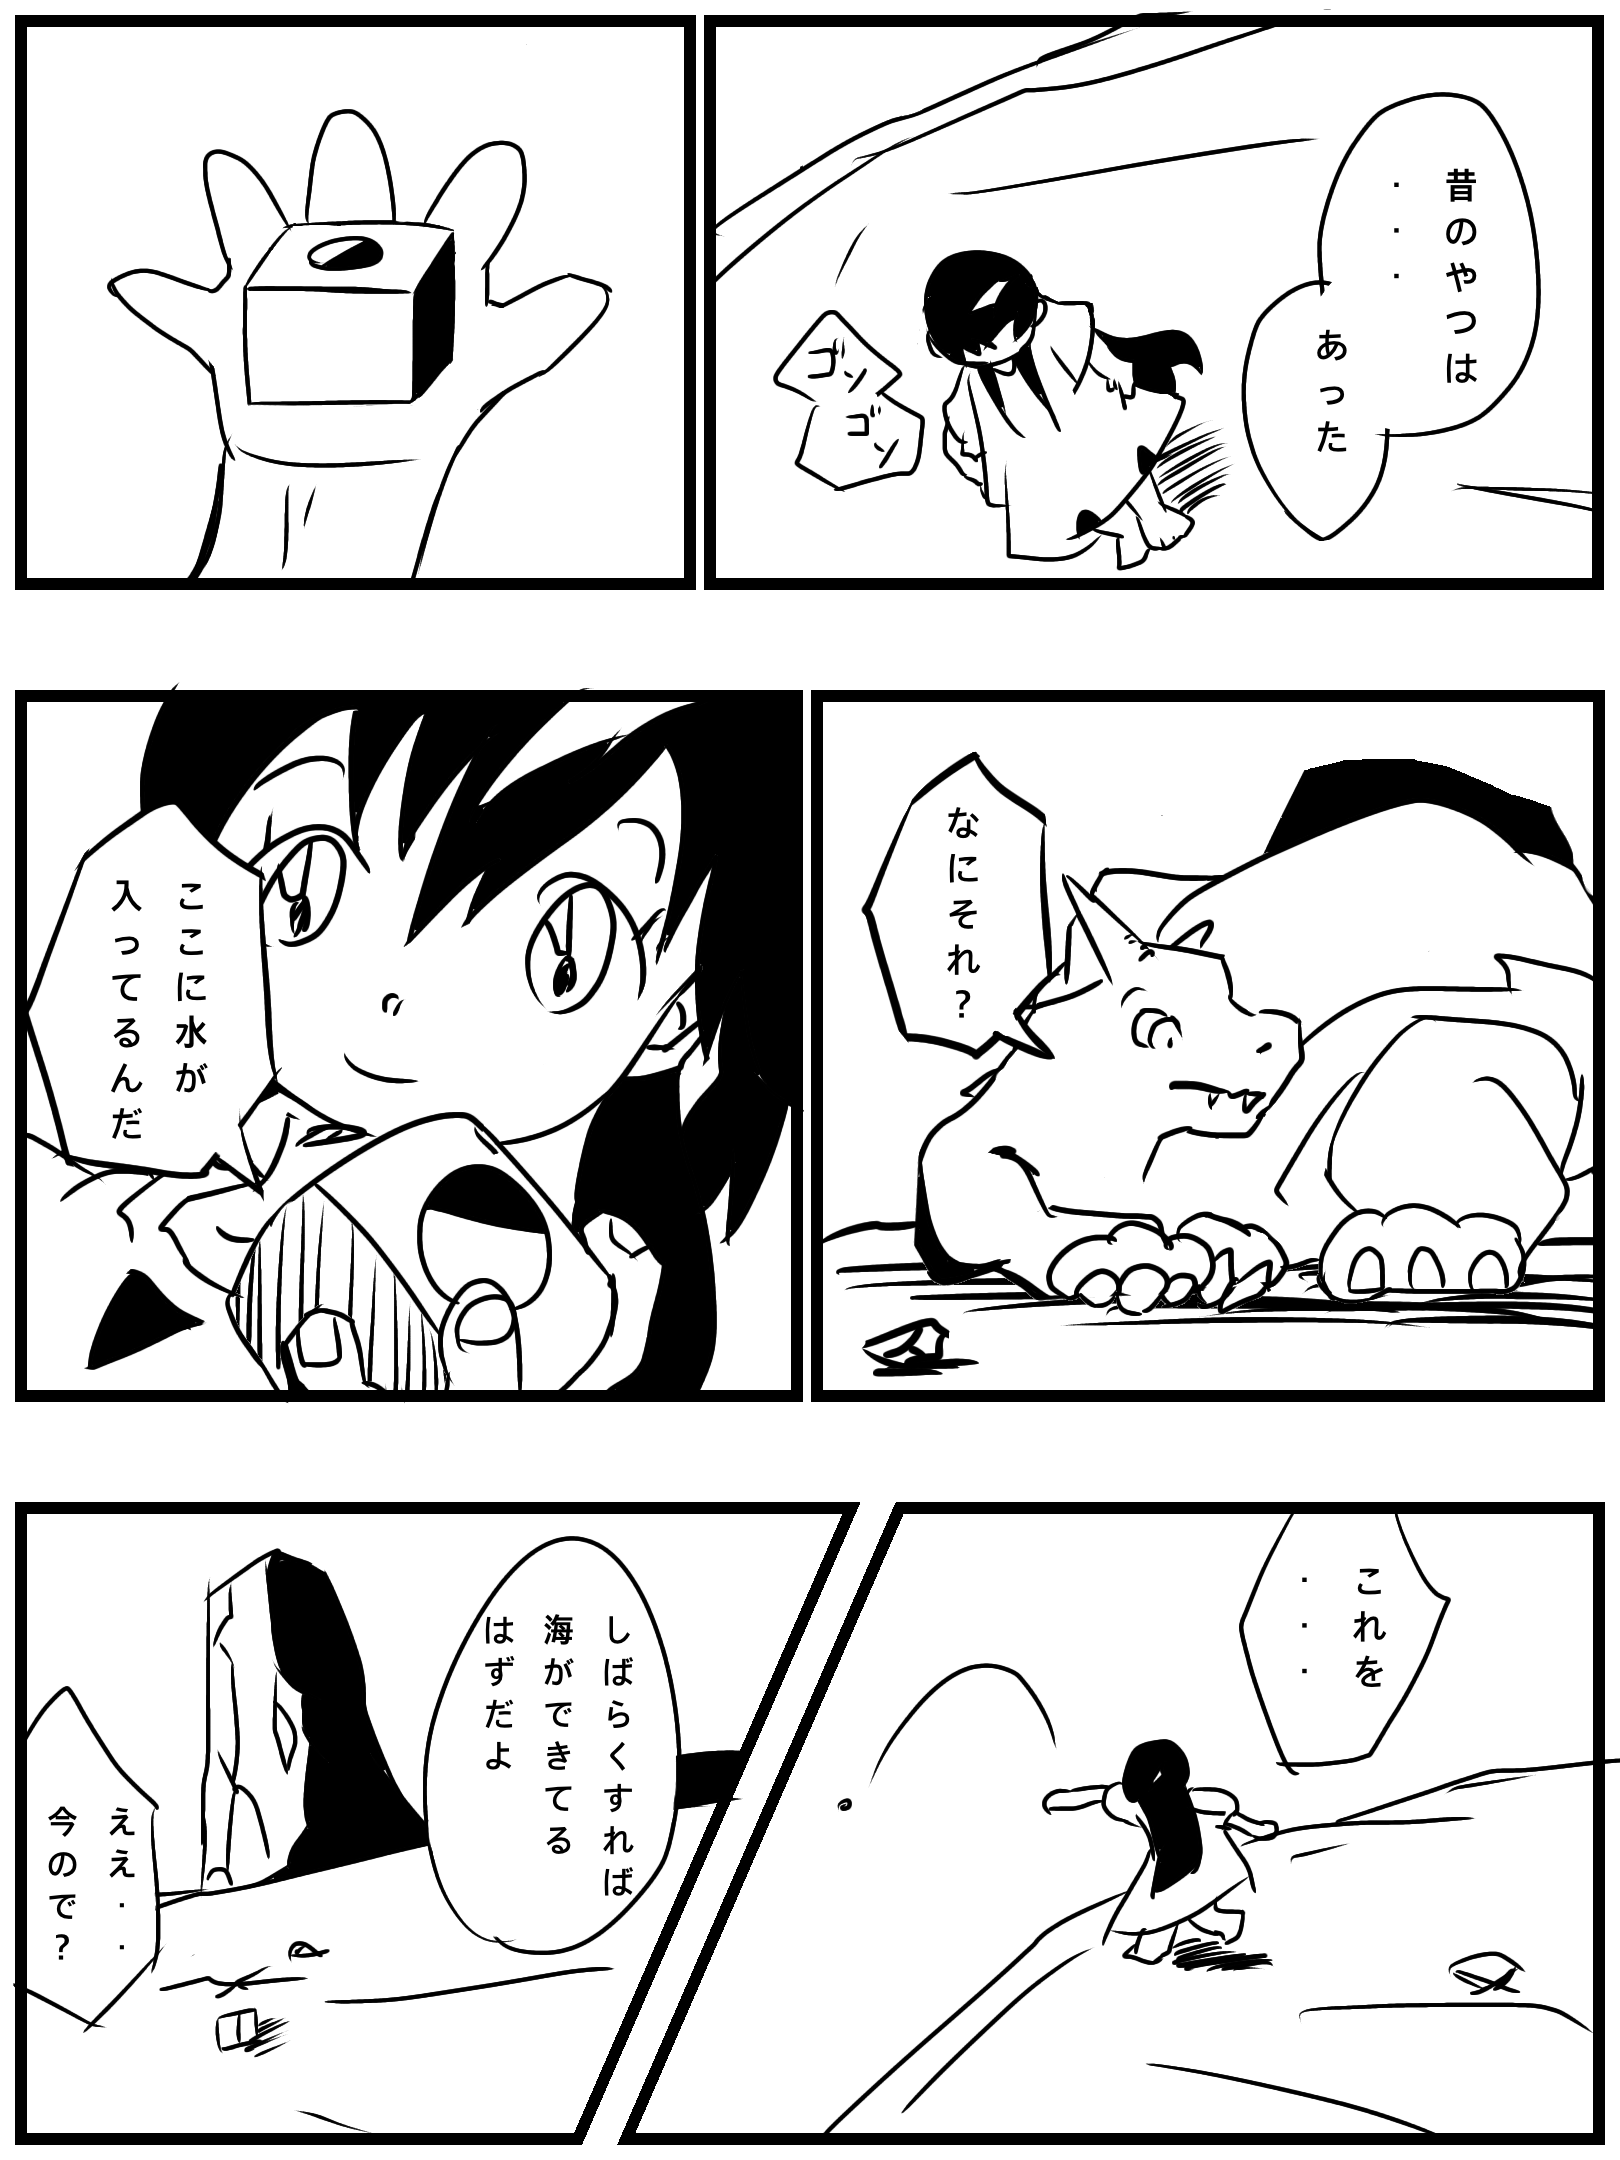 昔のやつは
・・・
あった
ゴソ
ゴソ
なにそれ？
ここに水が
入ってるんだ
これを
・・・
しばらくすれば
海ができてる
はずだよ
ええ・・
今ので？